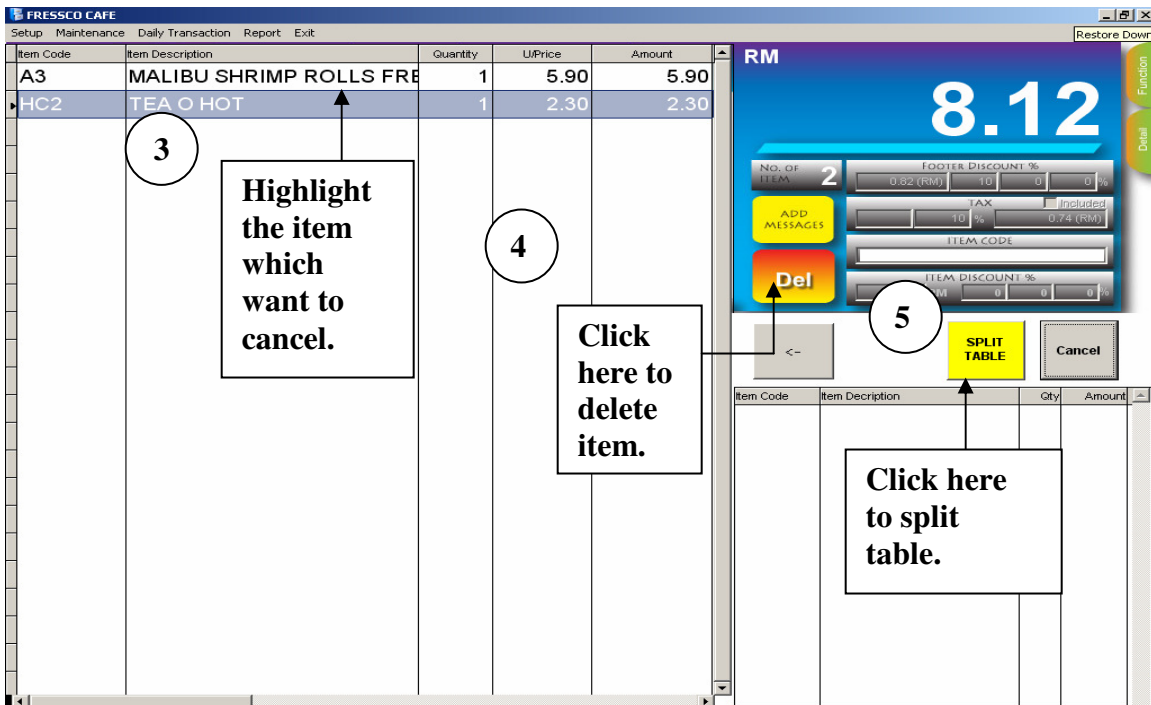 FRESSCO CAFE
Setup Maintenance Daily Transaction Report Exit
Restore Down
Item Code Item Description Quantity U/Price Amount
A3 MALIBU SHRIMP ROLLS FRE 1 5.90 5.90
HC2 TEA O HOT 1 2.30 2.30
3
Highlight
the item
which
want to
cancel.
4
Click
here to
delete
item.
RM
8.12
Function
Detail
NO. OF
ITEM 2
FOOTER DISCOUNT %
0.82 (RM) 10 0 0 %
ADD
MESSAGES
TAX Included
10 % 0.74 (RM)
ITEM CODE
Del
ITEM DISCOUNT %
RM 0 0 0 %
5
<-
SPLIT
TABLE
Cancel
Item Code Item Decription Qty Amount
Click here
to split
table.